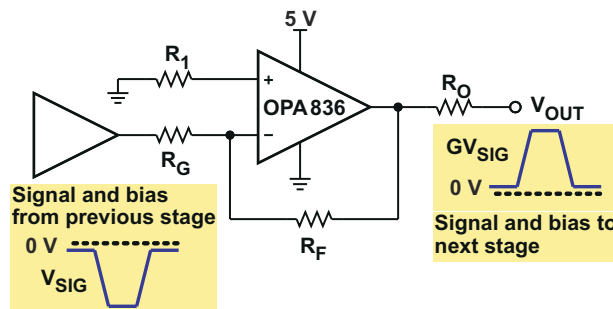 5 V
R1
+
OPA836
−
RG
RO
VOUT
Signal and bias
from previous stage
0 V
VSIG
RF
GVSIG
0 V
Signal and bias to
next stage